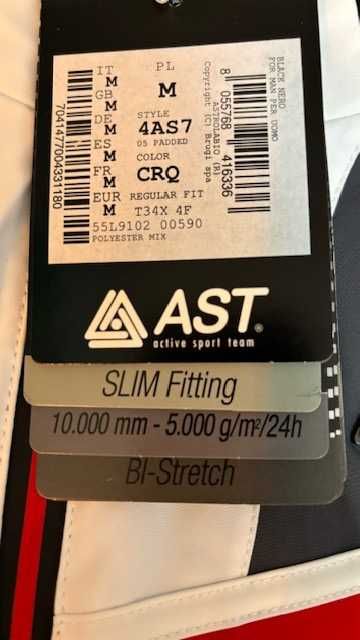 IT M
PL M
GB M
STYLE
4AS7
DE M
05 PADDED
COLOR
ES M
CRQ
FR M
REGULAR FIT
EUR M
T34X 4F
55L9102 00590
POLYESTER MIX
7041477004331180
8 055768 416336
ASTROLABIO (R)
Copyright (C) Brugi spa
BLACK NERO
FOR MAN PER UOMO
AST®
active sport team
SLIM Fitting
10.000 mm - 5.000 g/m²/24h
BI-Stretch